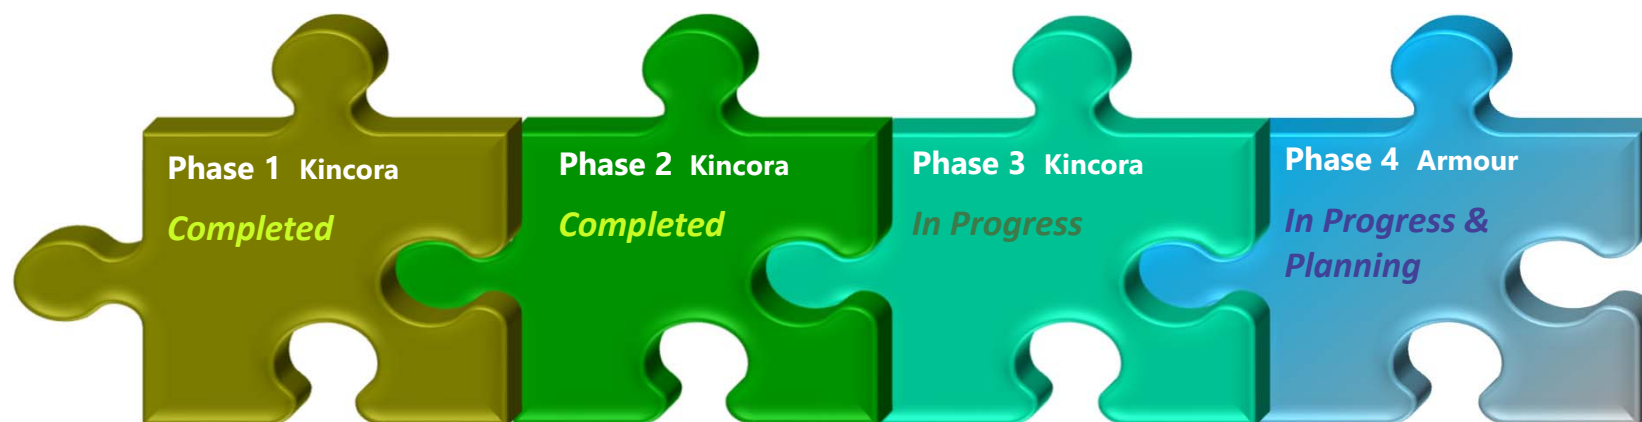 Phase 1 Kincora
Completed
Phase 2 Kincora
Completed
Phase 3 Kincora
In Progress
Phase 4 Armour
In Progress &
Planning